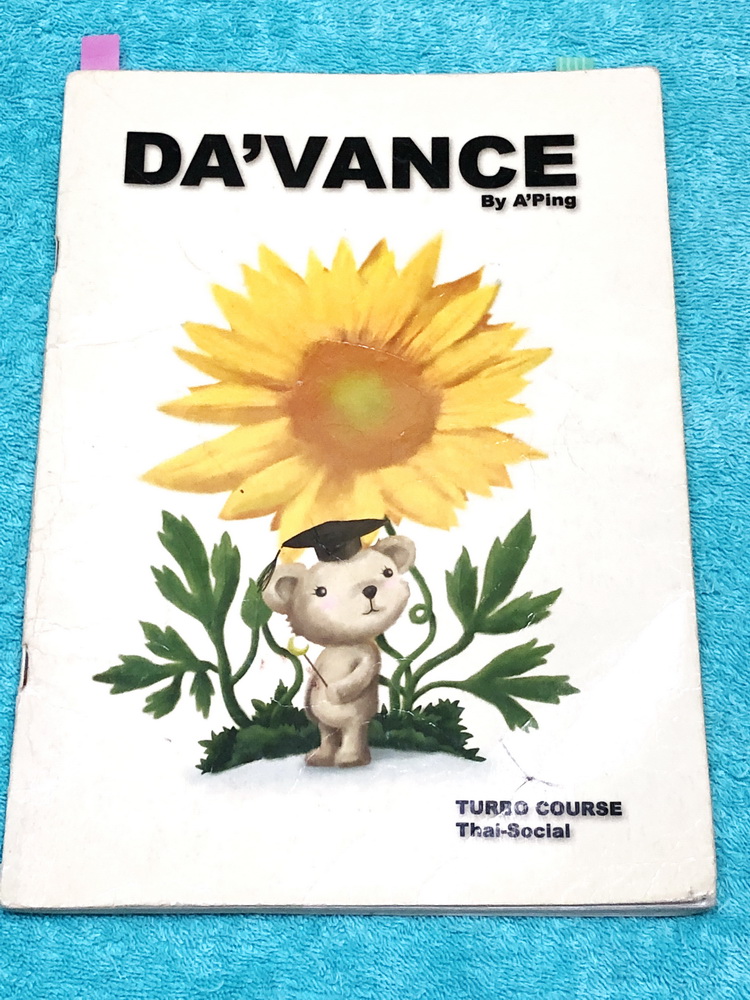 DA'VANCE
By A'Ping
TURBO COURSE
Thai-Social